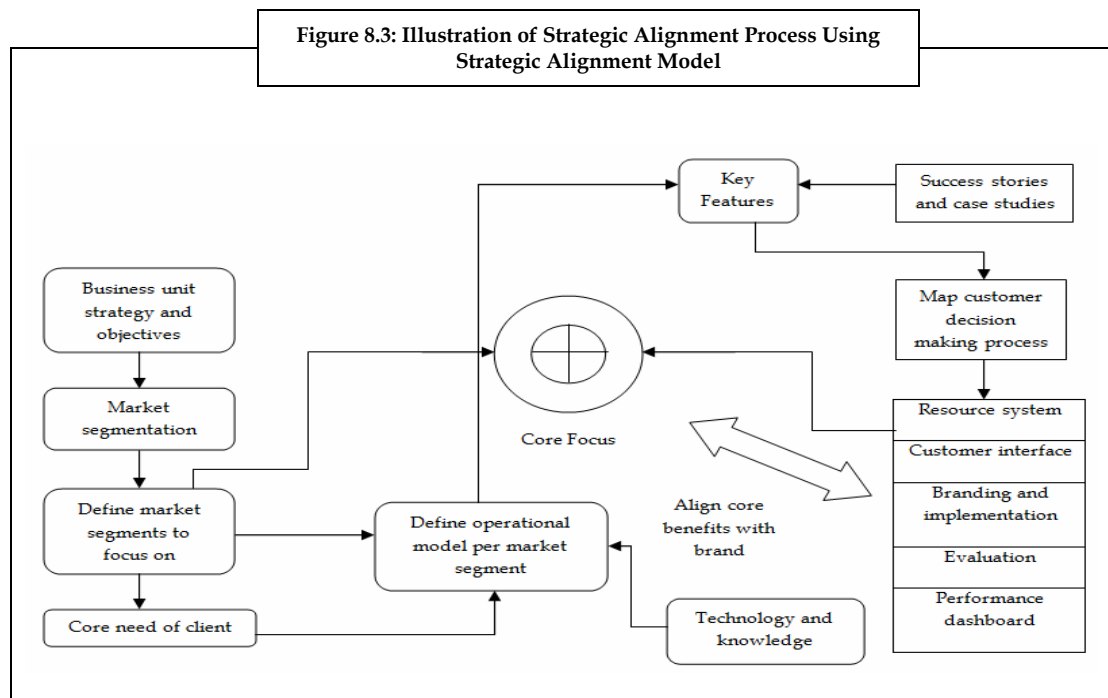 Figure 8.3: Illustration of Strategic Alignment Process Using
Strategic Alignment Model
Key
Features
Success stories
and case studies
Business unit
strategy and
objectives
Map customer
decision
making process
Market
segmentation
Core Focus
Resource system
Customer interface
Define market
segments to
focus on
Define operational
model per market
segment
Align core
benefits with
brand
Branding and
implementation
Evaluation
Core need of client
Technology and
knowledge
Performance
dashboard